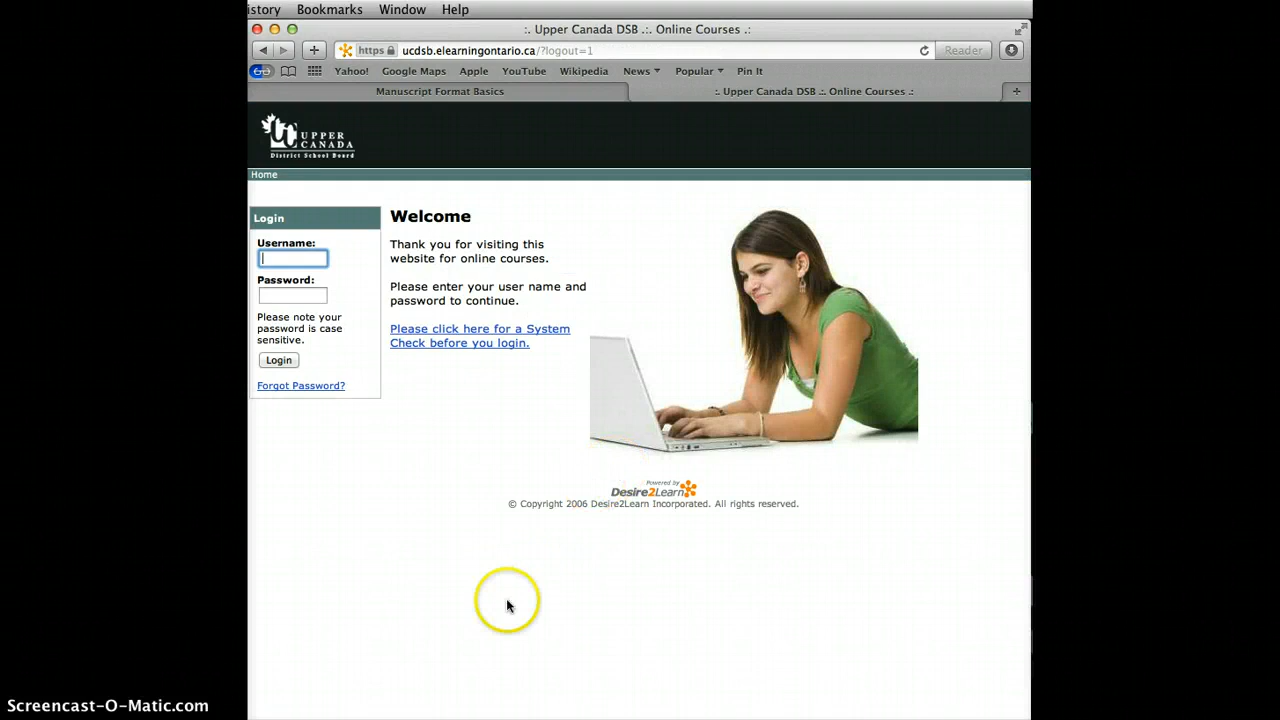 istory Bookmarks Window Help
:. Upper Canada DSB .:. Online Courses .:
https ucdsb.elearningontario.ca/?logout=1
Reader
Yahoo! Google Maps Apple YouTube Wikipedia News Popular Pin It
Manuscript Format Basics
:. Upper Canada DSB .:. Online Courses .:
UC UPPER
CANADA
District School Board
Home
Login
Username:
Password:
Please note your
password is case
sensitive.
Login
Forgot Password?
Welcome
Thank you for visiting this
website for online courses.
Please enter your user name and
password to continue.
Please click here for a System
Check before you login.
Powered by
Desire2Learn
© Copyright 2006 Desire2Learn Incorporated. All rights reserved.
Screencast-O-Matic.com